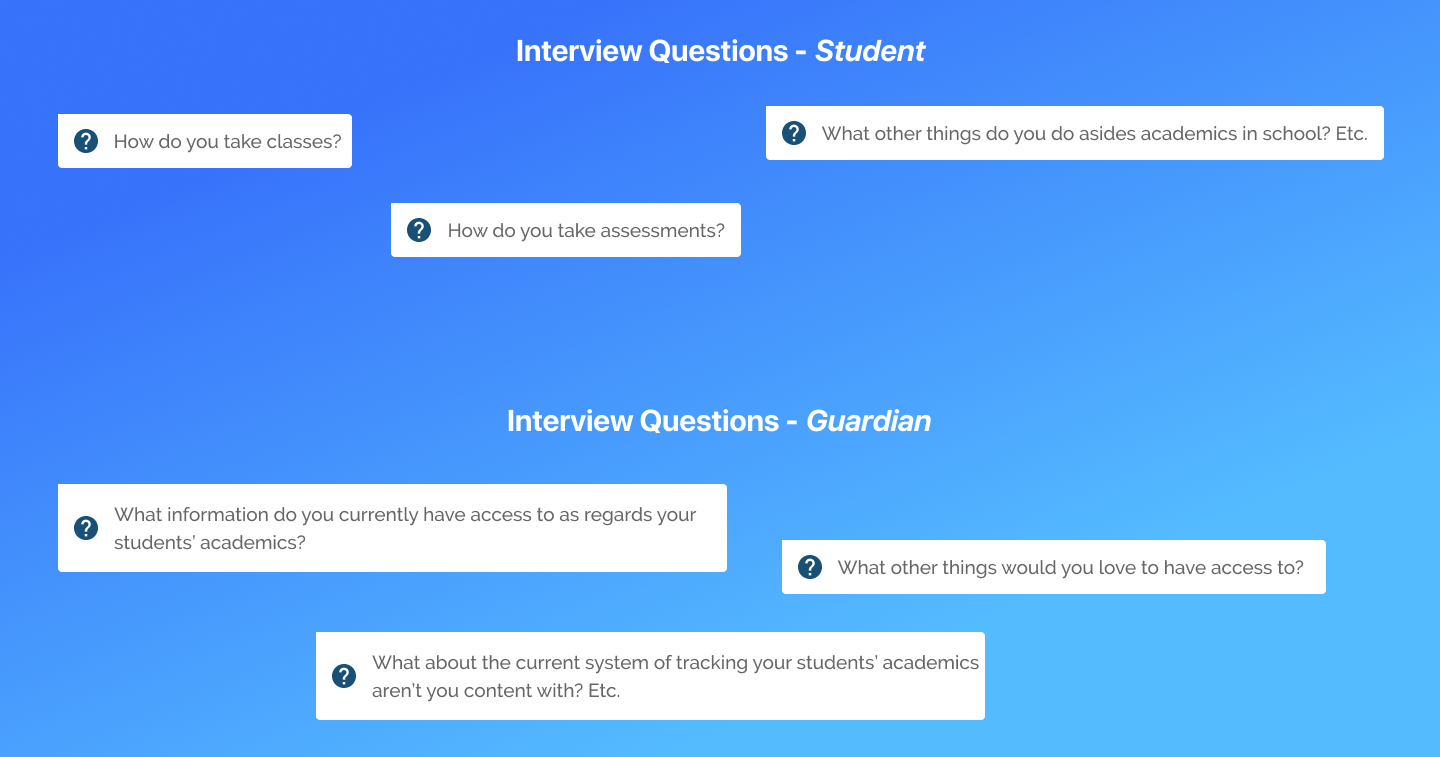 Interview Questions - Student
How do you take classes?
What other things do you do asides academics in school? Etc.
How do you take assessments?
Interview Questions - Guardian
What information do you currently have access to as regards your
students’ academics?
What other things would you love to have access to?
What about the current system of tracking your students’ academics
aren’t you content with? Etc.